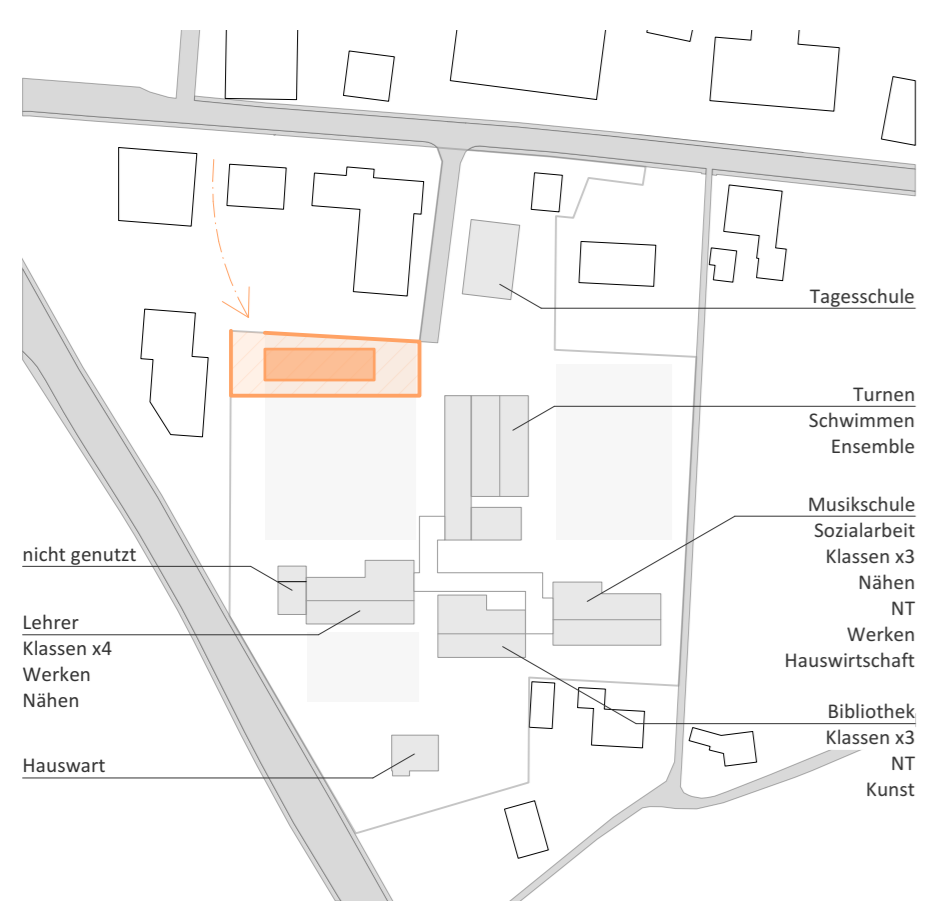 Tagesschule
Turnen
Schwimmen
Ensemble
Musikschule
Sozialarbeit
Klassen x3
Nähen
NT
Werken
Hauswirtschaft
Bibliothek
Klassen x3
NT
Kunst
nicht genutzt
Lehrer
Klassen x4
Werken
Nähen
Hauswart